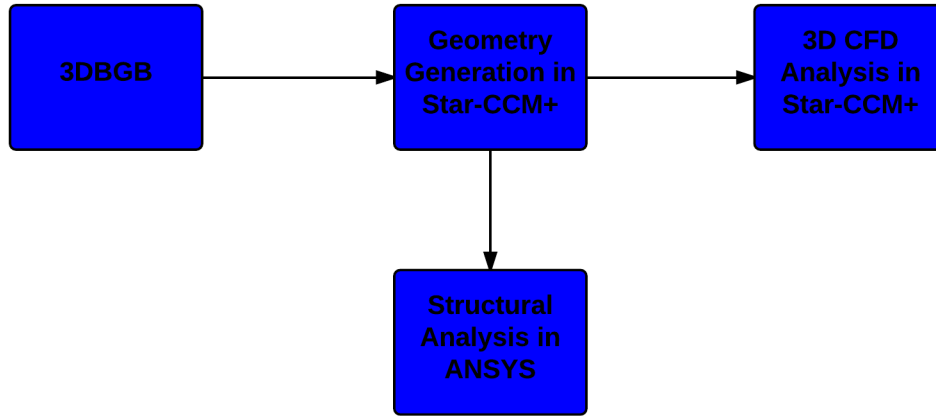 3DBGB
Geometry
Generation in
Star-CCM+
3D CFD
Analysis in
Star-CCM+
Structural
Analysis in
ANSYS